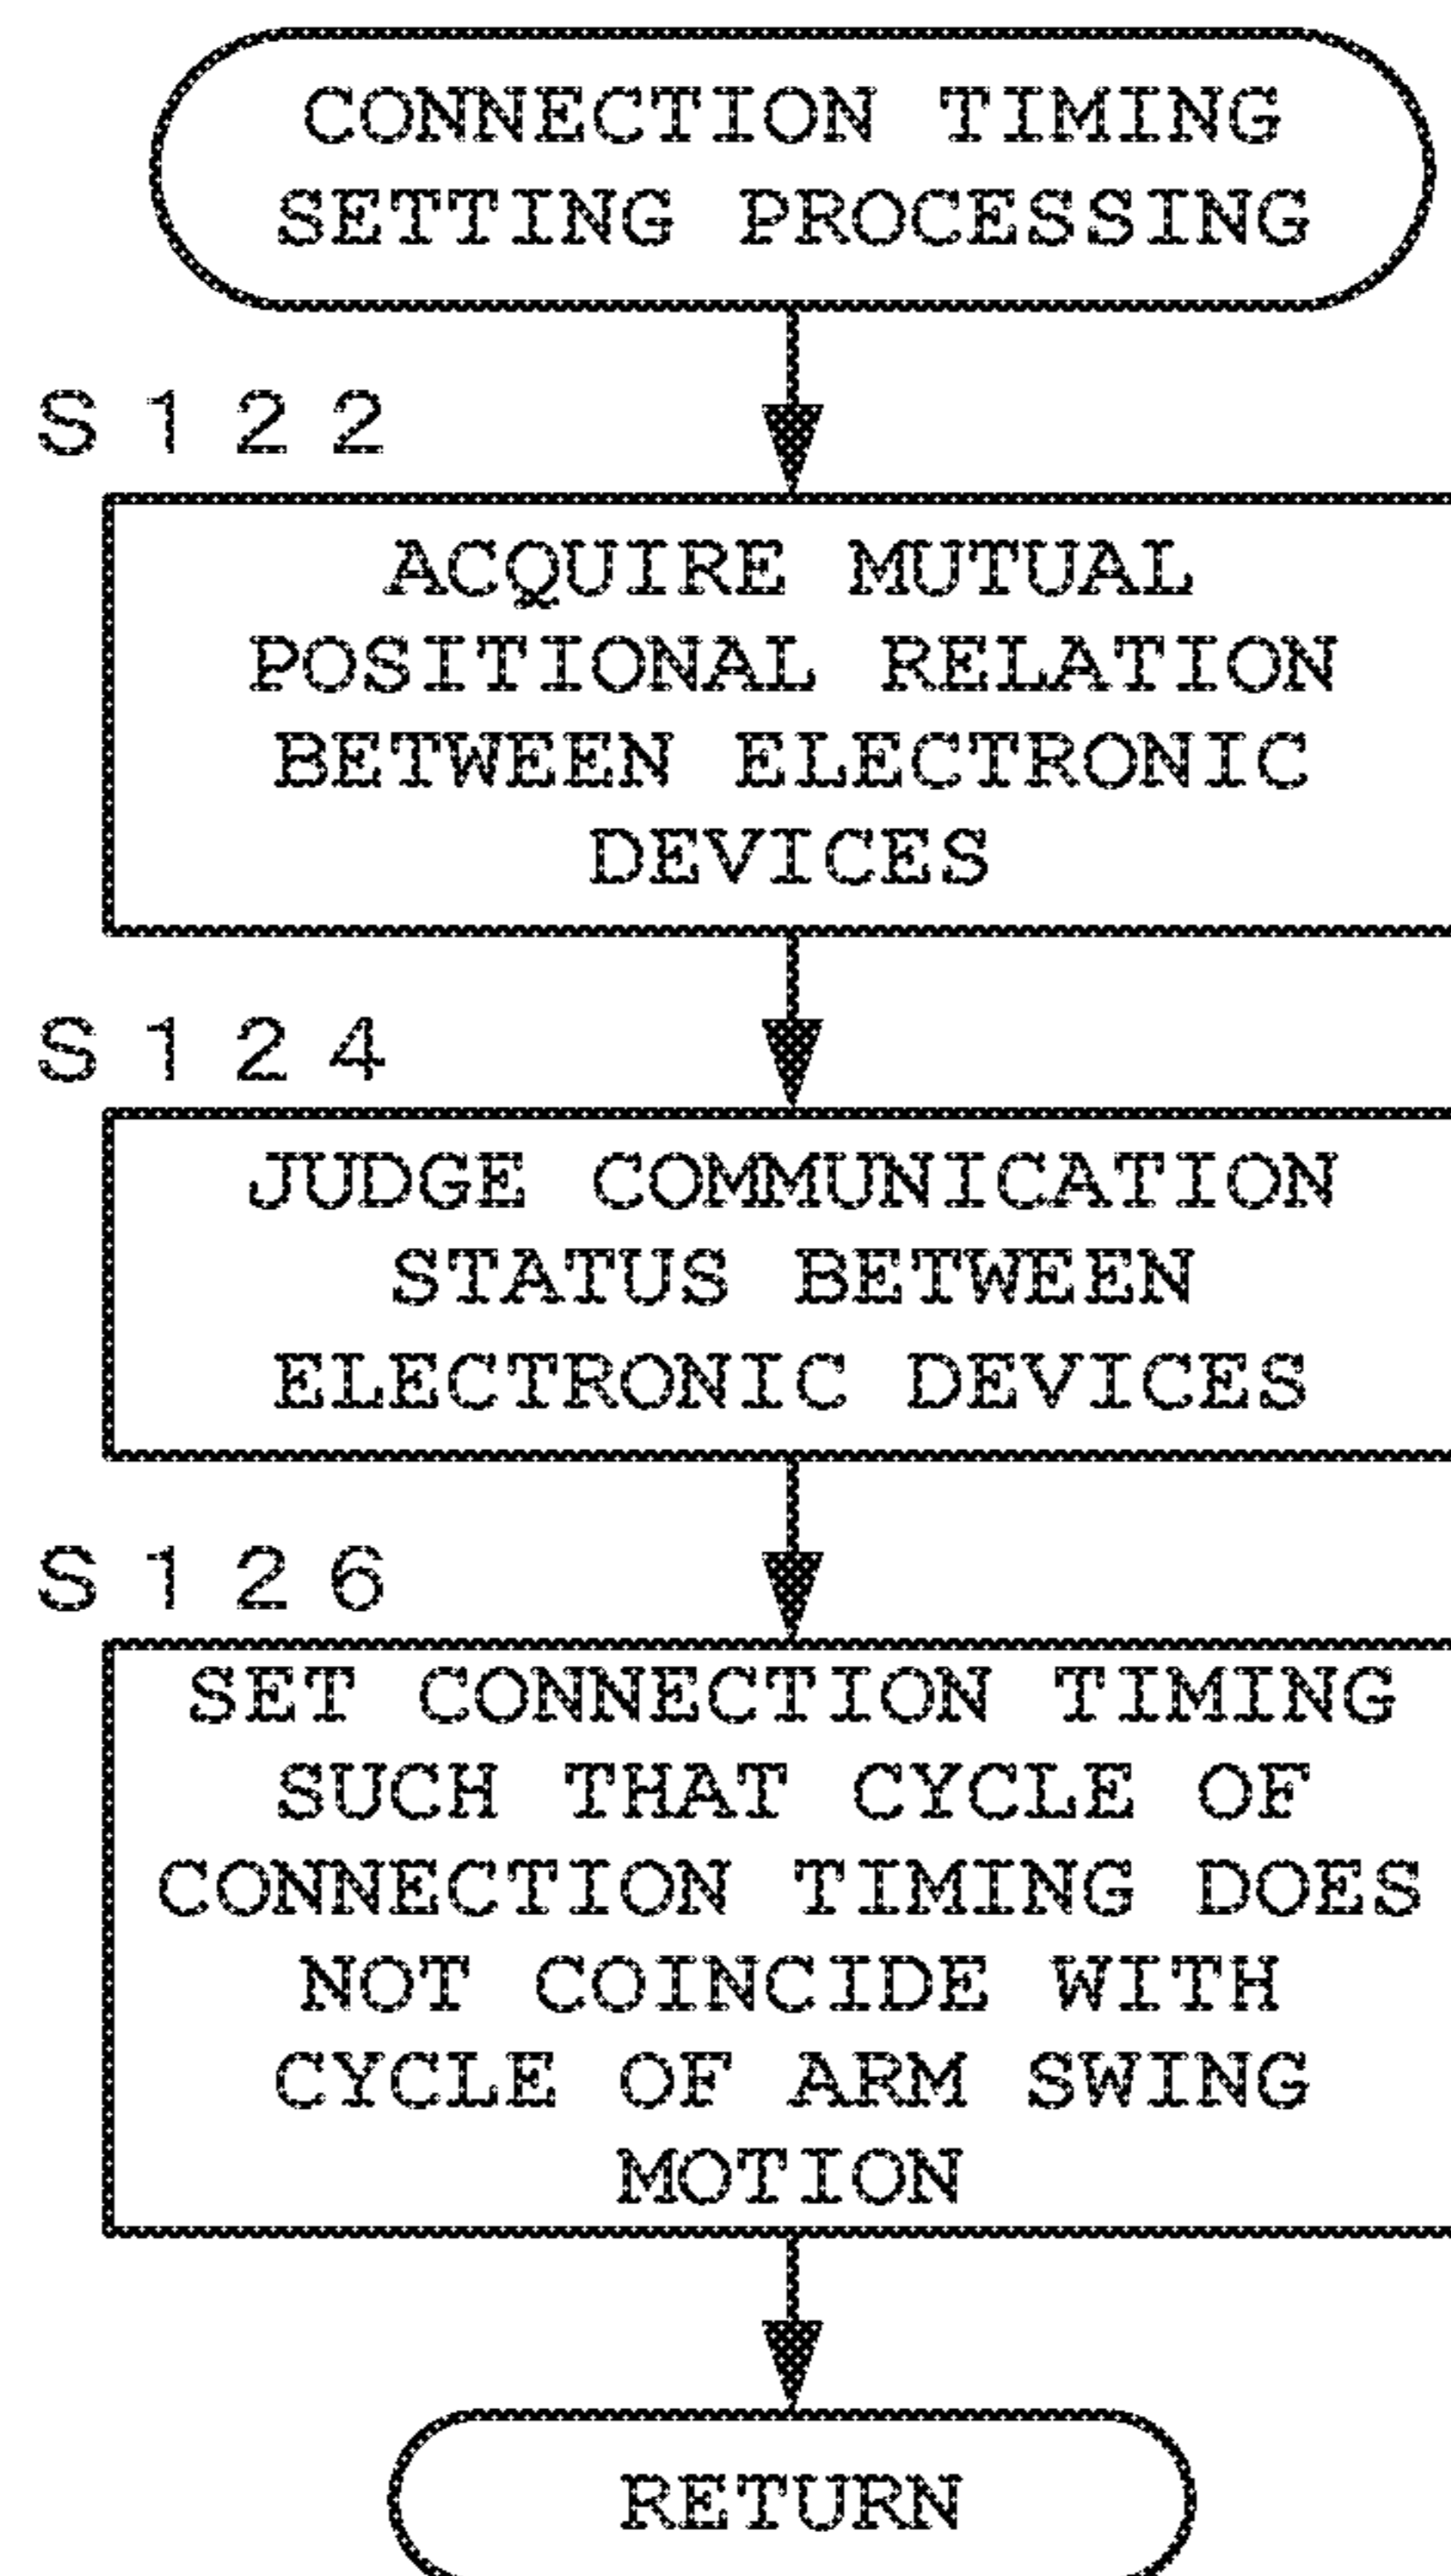 CONNECTION TIMING
SETTING PROCESSING
S122
ACQUIRE MUTUAL
POSITIONAL RELATION
BETWEEN ELECTRONIC
DEVICES
S124
JUDGE COMMUNICATION
STATUS BETWEEN
ELECTRONIC DEVICES
S126
SET CONNECTION TIMING
SUCH THAT CYCLE OF
CONNECTION TIMING DOES
NOT COINCIDE WITH
CYCLE OF ARM SWING
MOTION
RETURN